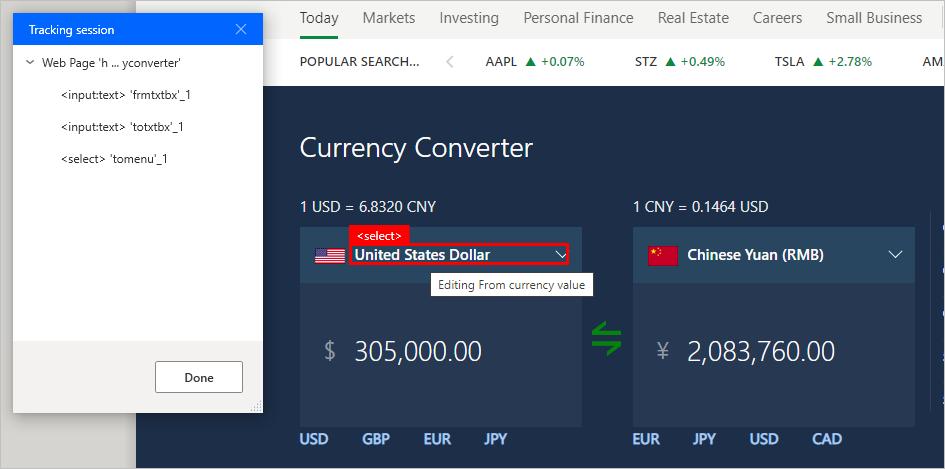 Tracking session
Web Page 'h ... yconverter'
<input:text> 'frmtxtbx'_1
<input:text> 'totxtbx'_1
<select> 'tomenu'_1
Done
Today Markets Investing Personal Finance Real Estate Careers Small Business
POPULAR SEARCH... AAPL +0.07% STZ +0.49% TSLA +2.78% AM
Currency Converter
1 USD = 6.8320 CNY
1 CNY = 0.1464 USD
<select>
United States Dollar
Chinese Yuan (RMB)
Editing From currency value
$ 305,000.00
¥ 2,083,760.00
USD GBP EUR JPY
EUR JPY USD CAD